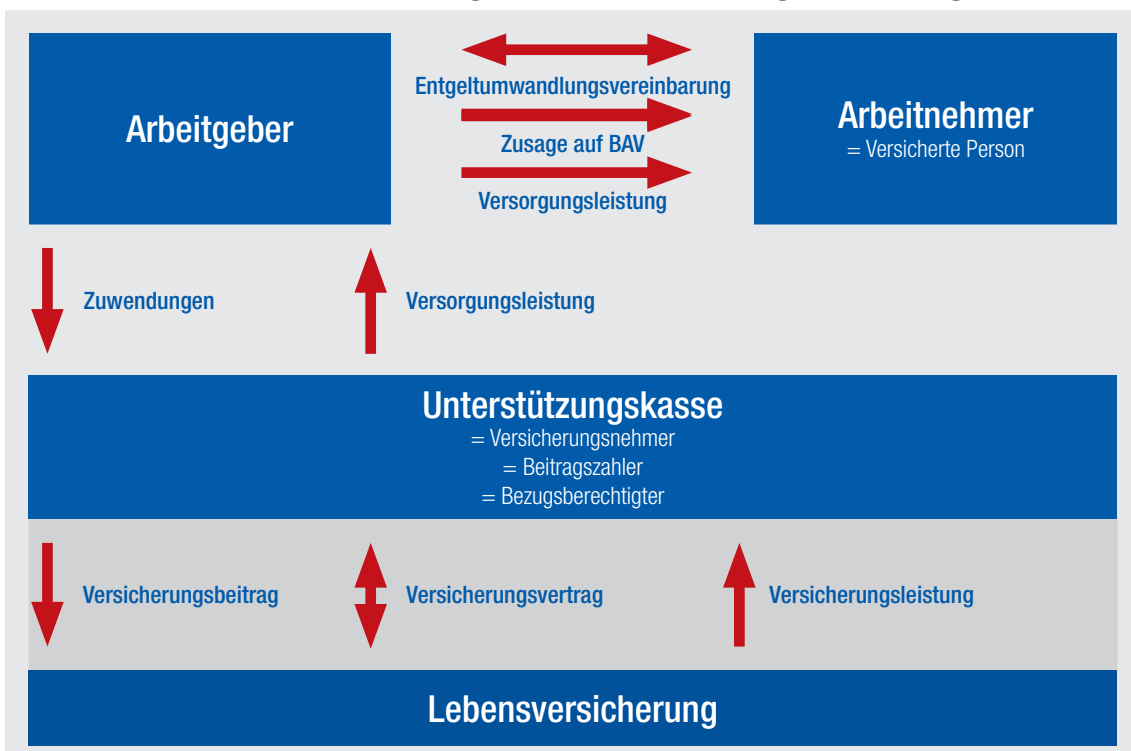 Arbeitgeber
Entgeltumwandlungsvereinbarung
Zusage auf BAV
Versorgungsleistung
Arbeitnehmer
= Versicherte Person
Zuwendungen
Versorgungsleistung
Unterstützungskasse
= Versicherungsnehmer
= Beitragszahler
= Bezugsberechtigter
Versicherungsbeitrag
Versicherungsvertrag
Versicherungsleistung
Lebensversicherung